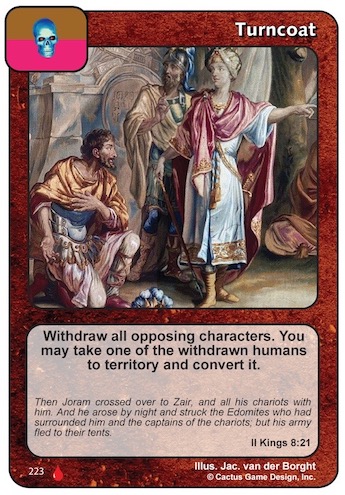 Turncoat
Withdraw all opposing characters. You
may take one of the withdrawn humans
to territory and convert it.
Then Joram crossed over to Zair, and all his chariots with
him. And he arose by night and struck the Edomites who had
surrounded him and the captains of the chariots; but his army
fled to their tents.
II Kings 8:21
Illus. Jac. van der Borght
223
© Cactus Game Design, Inc.